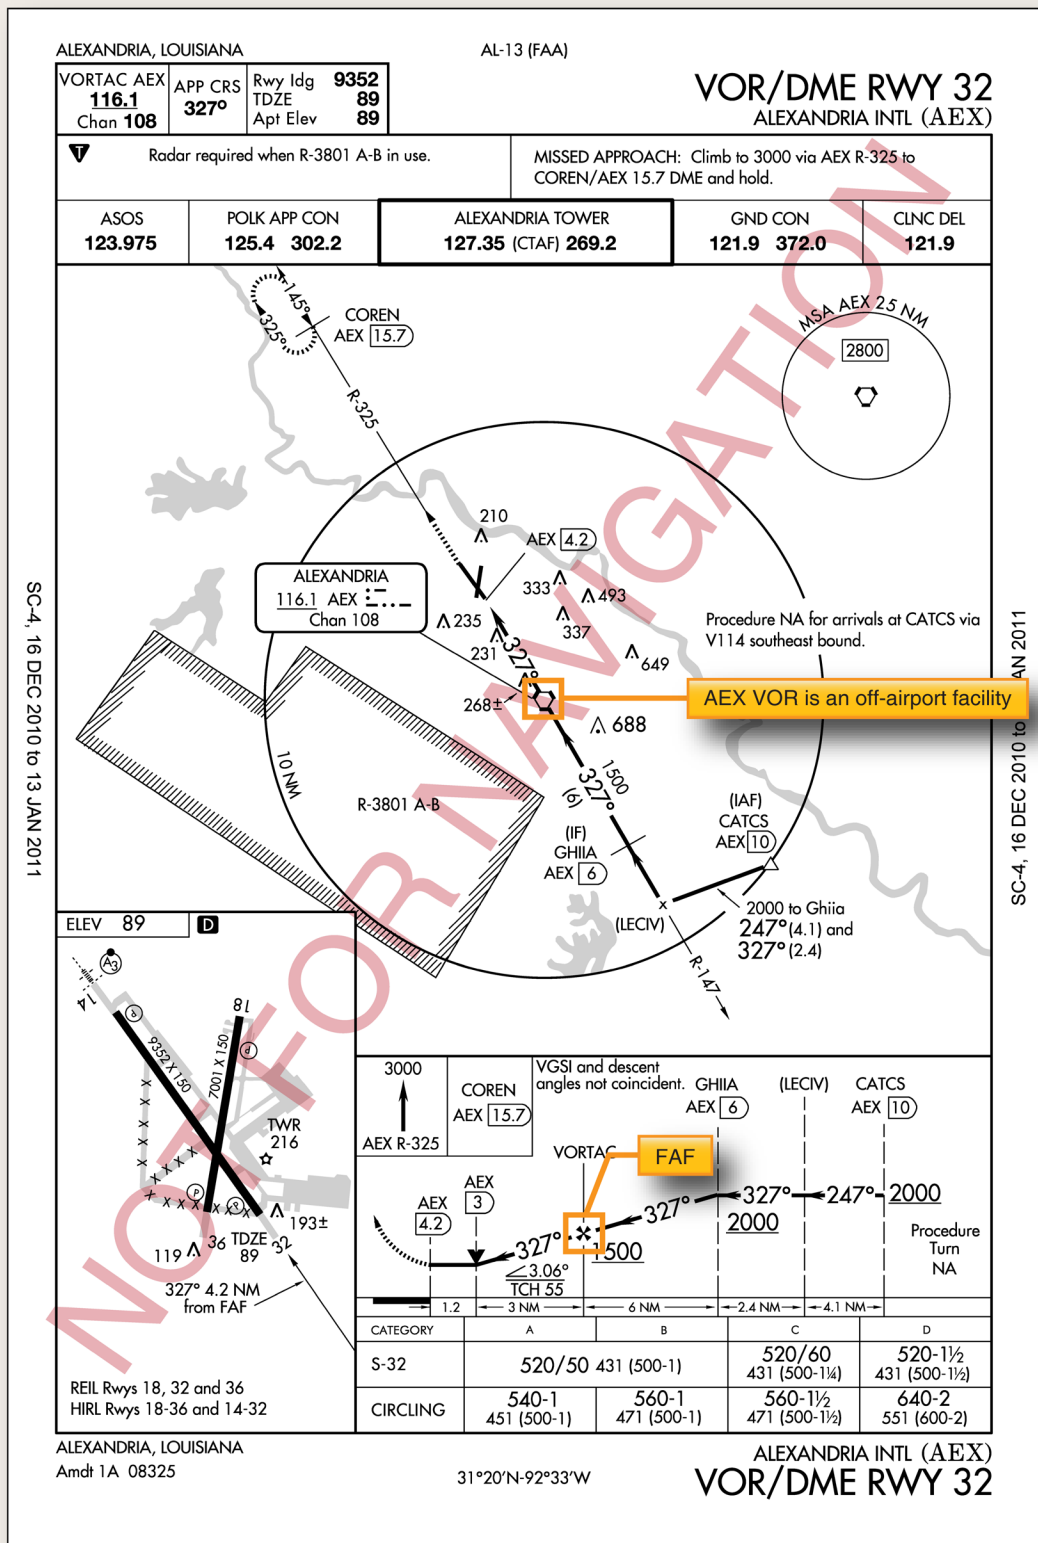 ALEXANDRIA, LOUISIANA
AL-13 (FAA)
VORTAC AEX
116.1
Chan 108
APP CRS
327°
Rwy ldg 9352
TDZE 89
Apt Elev 89
VOR/DME RWY 32
ALEXANDRIA INTL (AEX)
T
Radar required when R-3801 A-B in use.
MISSED APPROACH: Climb to 3000 via AEX R-325 to
COREN/AEX 15.7 DME and hold.
ASOS
123.975
POLK APP CON
125.4 302.2
ALEXANDRIA TOWER
127.35 (CTAF) 269.2
GND CON
121.9 372.0
CLNC DEL
121.9
145°
325°
COREN
AEX 15.7
R-325
MSA AEX 25 NM
2800
210
AEX 4.2
ALEXANDRIA
116.1 AEX
Chan 108
333
493
235
337
231
649
327°
268±
688
Procedure NA for arrivals at CATCS via
V114 southeast bound.
AEX VOR is an off-airport facility
10 NM
R-3801 A-B
1500
327°
(6)
(IF)
GHIIA
AEX 6
(IAF)
CATCS
AEX 10
(LECIV)
2000 to Ghiia
247° (4.1) and
327° (2.4)
R-147
SC-4, 16 DEC 2010 to 13 JAN 2011
SC-4, 16 DEC 2010 to
AN 2011
NOT FOR NAVIGATION
ELEV 89
D
A3
14
P
18
9352 X 150
7001 X 150
P
X X X X X
X X X X
X X X X X X X X
TWR
216
P
P
193±
119
36
TDZE
89
32
327° 4.2 NM
from FAF
REIL Rwys 18, 32 and 36
HIRL Rwys 18-36 and 14-32
3000
AEX R-325
COREN
AEX 15.7
VGSI and descent
angles not coincident.
GHIIA
AEX 6
(LECIV)
CATCS
AEX 10
VORTAC
FAF
AEX
4.2
AEX
3
327°
3.06°
TCH 55
1500
327°
327°
2000
247°
2000
Procedure
Turn
NA
1.2
3 NM
6 NM
2.4 NM
4.1 NM
CATEGORY A B C D
S-32
520/50 431 (500-1)
520/60
431 (500-1¼)
520-1½
431 (500-1½)
CIRCLING
540-1
451 (500-1)
560-1
471 (500-1)
560-1½
471 (500-1½)
640-2
551 (600-2)
ALEXANDRIA, LOUISIANA
Amdt 1A 08325
31°20'N-92°33'W
ALEXANDRIA INTL (AEX)
VOR/DME RWY 32